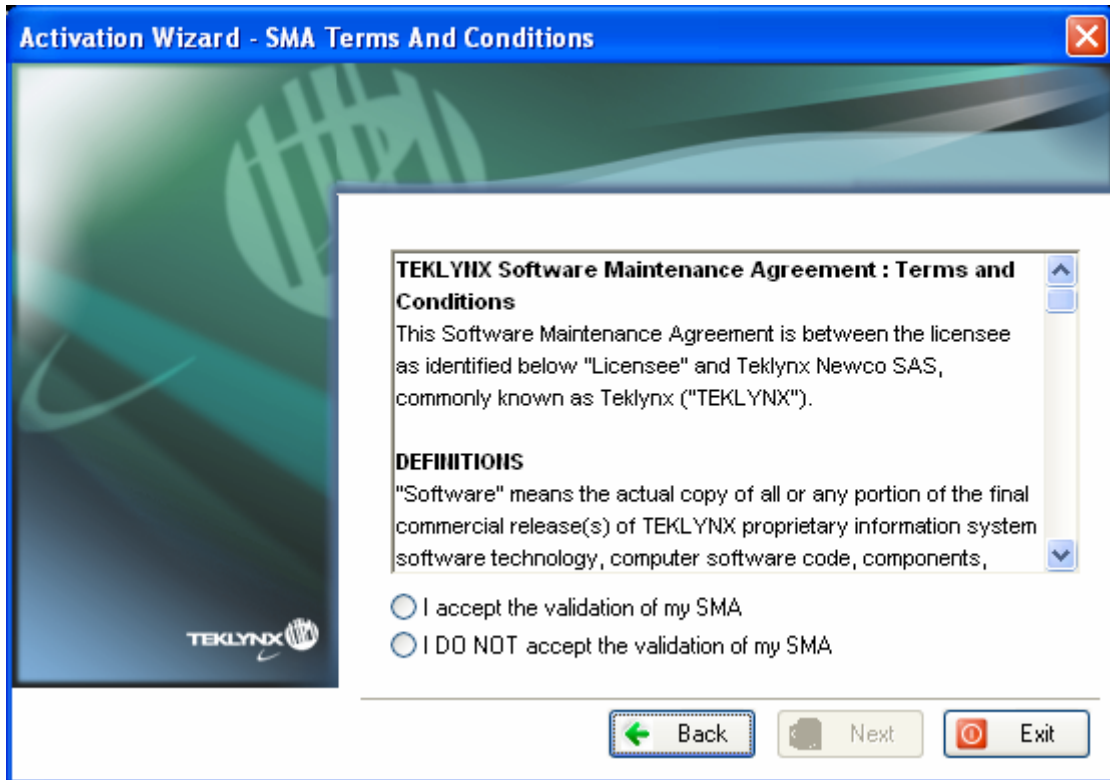 Activation Wizard - SMA Terms And Conditions
TEKLYNX Software Maintenance Agreement : Terms and
Conditions
This Software Maintenance Agreement is between the licensee
as identified below "Licensee" and Teklynx Newco SAS,
commonly known as Teklynx ("TEKLYNX").
DEFINITIONS
"Software" means the actual copy of all or any portion of the final
commercial release(s) of TEKLYNX proprietary information system
software technology, computer software code, components,
I accept the validation of my SMA
I DO NOT accept the validation of my SMA
TEKLYNX
Back
Next
Exit